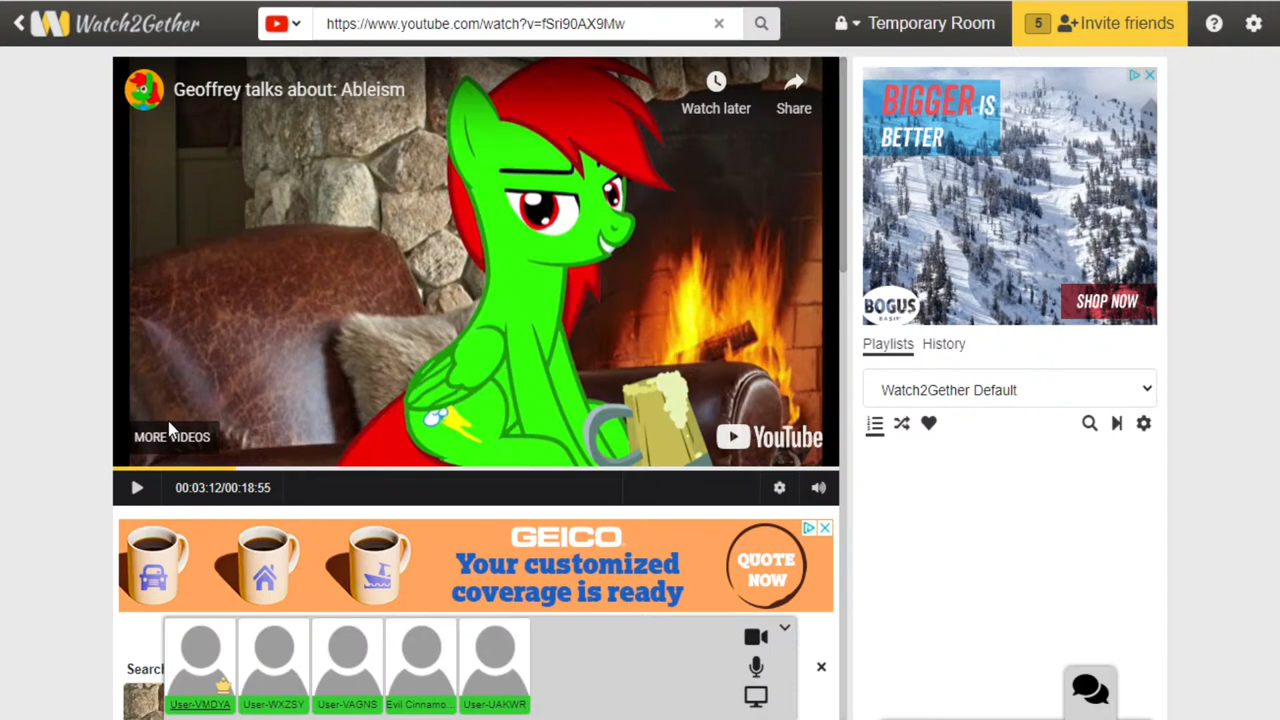 Watch2Gether
https://www.youtube.com/watch?v=fSri90AX9Mw
Temporary Room
5
Invite friends
Geoffrey talks about: Ableism
Watch later
Share
MORE VIDEOS
YouTube
00:03:12/00:18:55
BIGGER IS
BETTER
BOGUS
BASIN
SHOP NOW
Playlists
History
Watch2Gether Default
GEICO
Your customized
coverage is ready
QUOTE
NOW
Search
User-VMDYA
User-WXZSY
User-VAGNS
Evil Cinnamo...
User-UAKWR